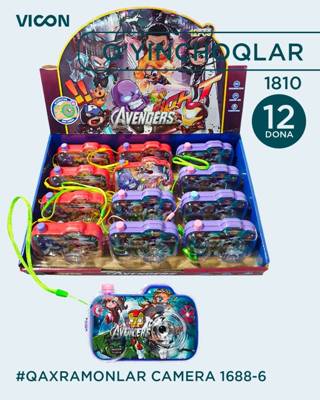 VICON
O'YINCHOQLAR
1810
12
DONA
AVENGERS
AVENGERS
#QAXRAMONLAR CAMERA 1688-6